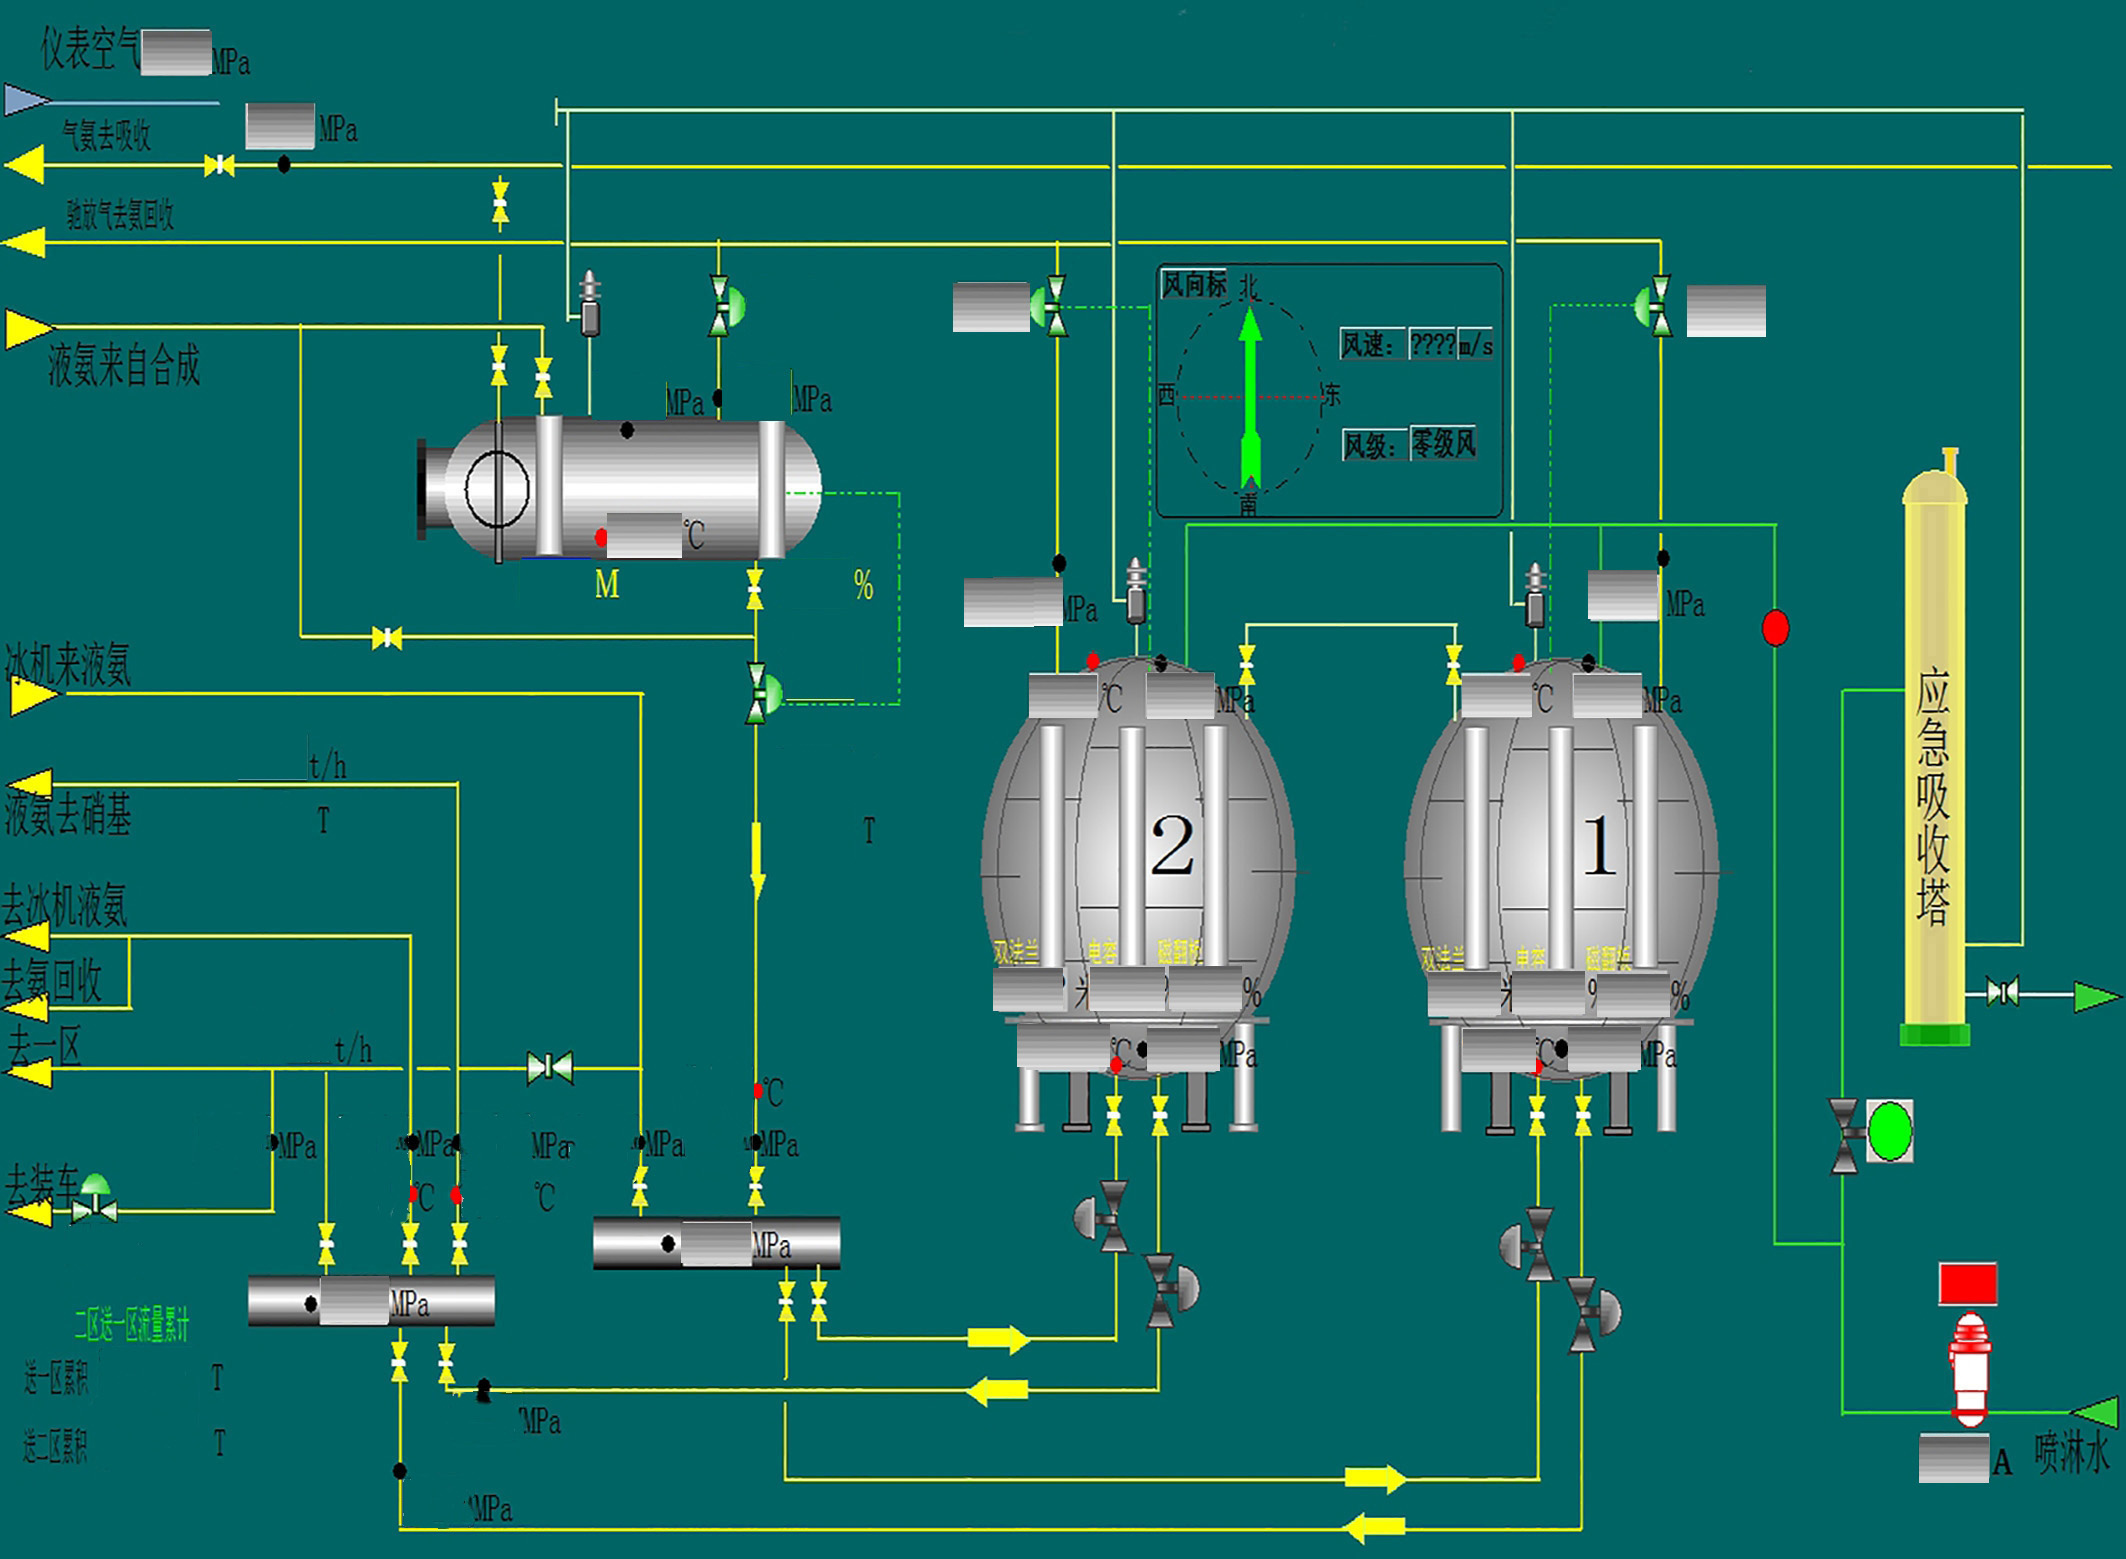 仪表空气
MPa
气氨去吸收
MPa
驰放气去氨回收
液氨来自合成
MPa
MPa
℃
M
%
风向标
北
西
东
南
风速:
????
m/s
风级:
零级风
MPa
MPa
冰机来液氨
t/h
液氨去硝基
T
T
去冰机液氨
去氨回收
去一区
t/h
℃
MPa
MPa
MPa
MPa
MPa
去装车
℃
℃
MPa
MPa
℃
MPa
2
双法兰
电容
磁翻板
%
℃
MPa
℃
MPa
1
双法兰
电容
磁翻板
%
℃
MPa
应急吸收塔
二区送一区流量累计
送一区累积
T
送二区累积
T
MPa
MPa
A
喷淋水